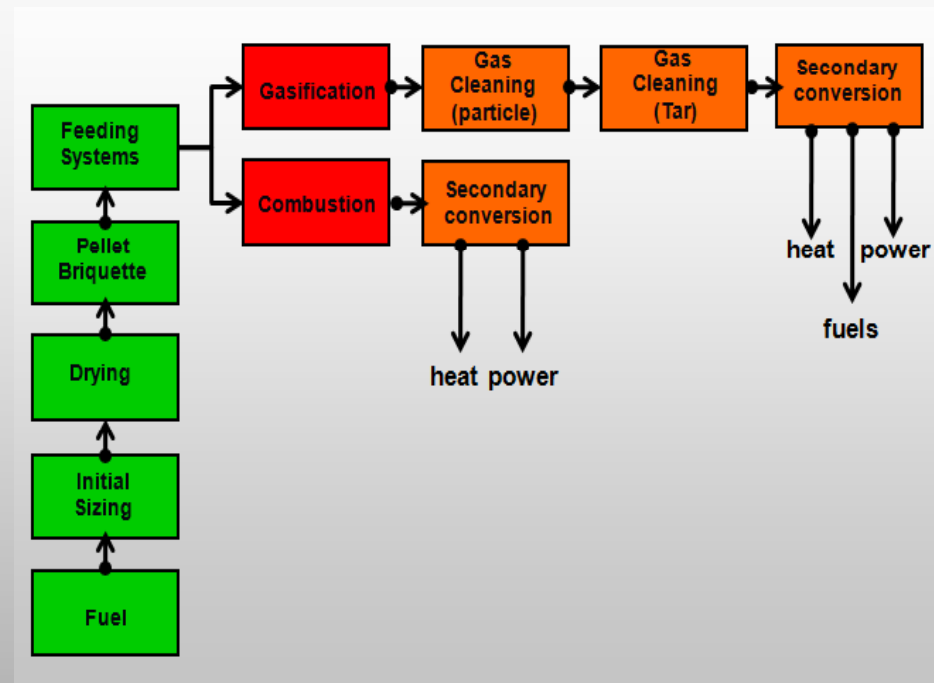 Gasification
Gas
Cleaning
(particle)
Gas
Cleaning
(Tar)
Secondary
conversion
Feeding
Systems
Combustion
Secondary
conversion
Pellet
Briquette
heat power
fuels
Drying
heat power
Initial
Sizing
Fuel